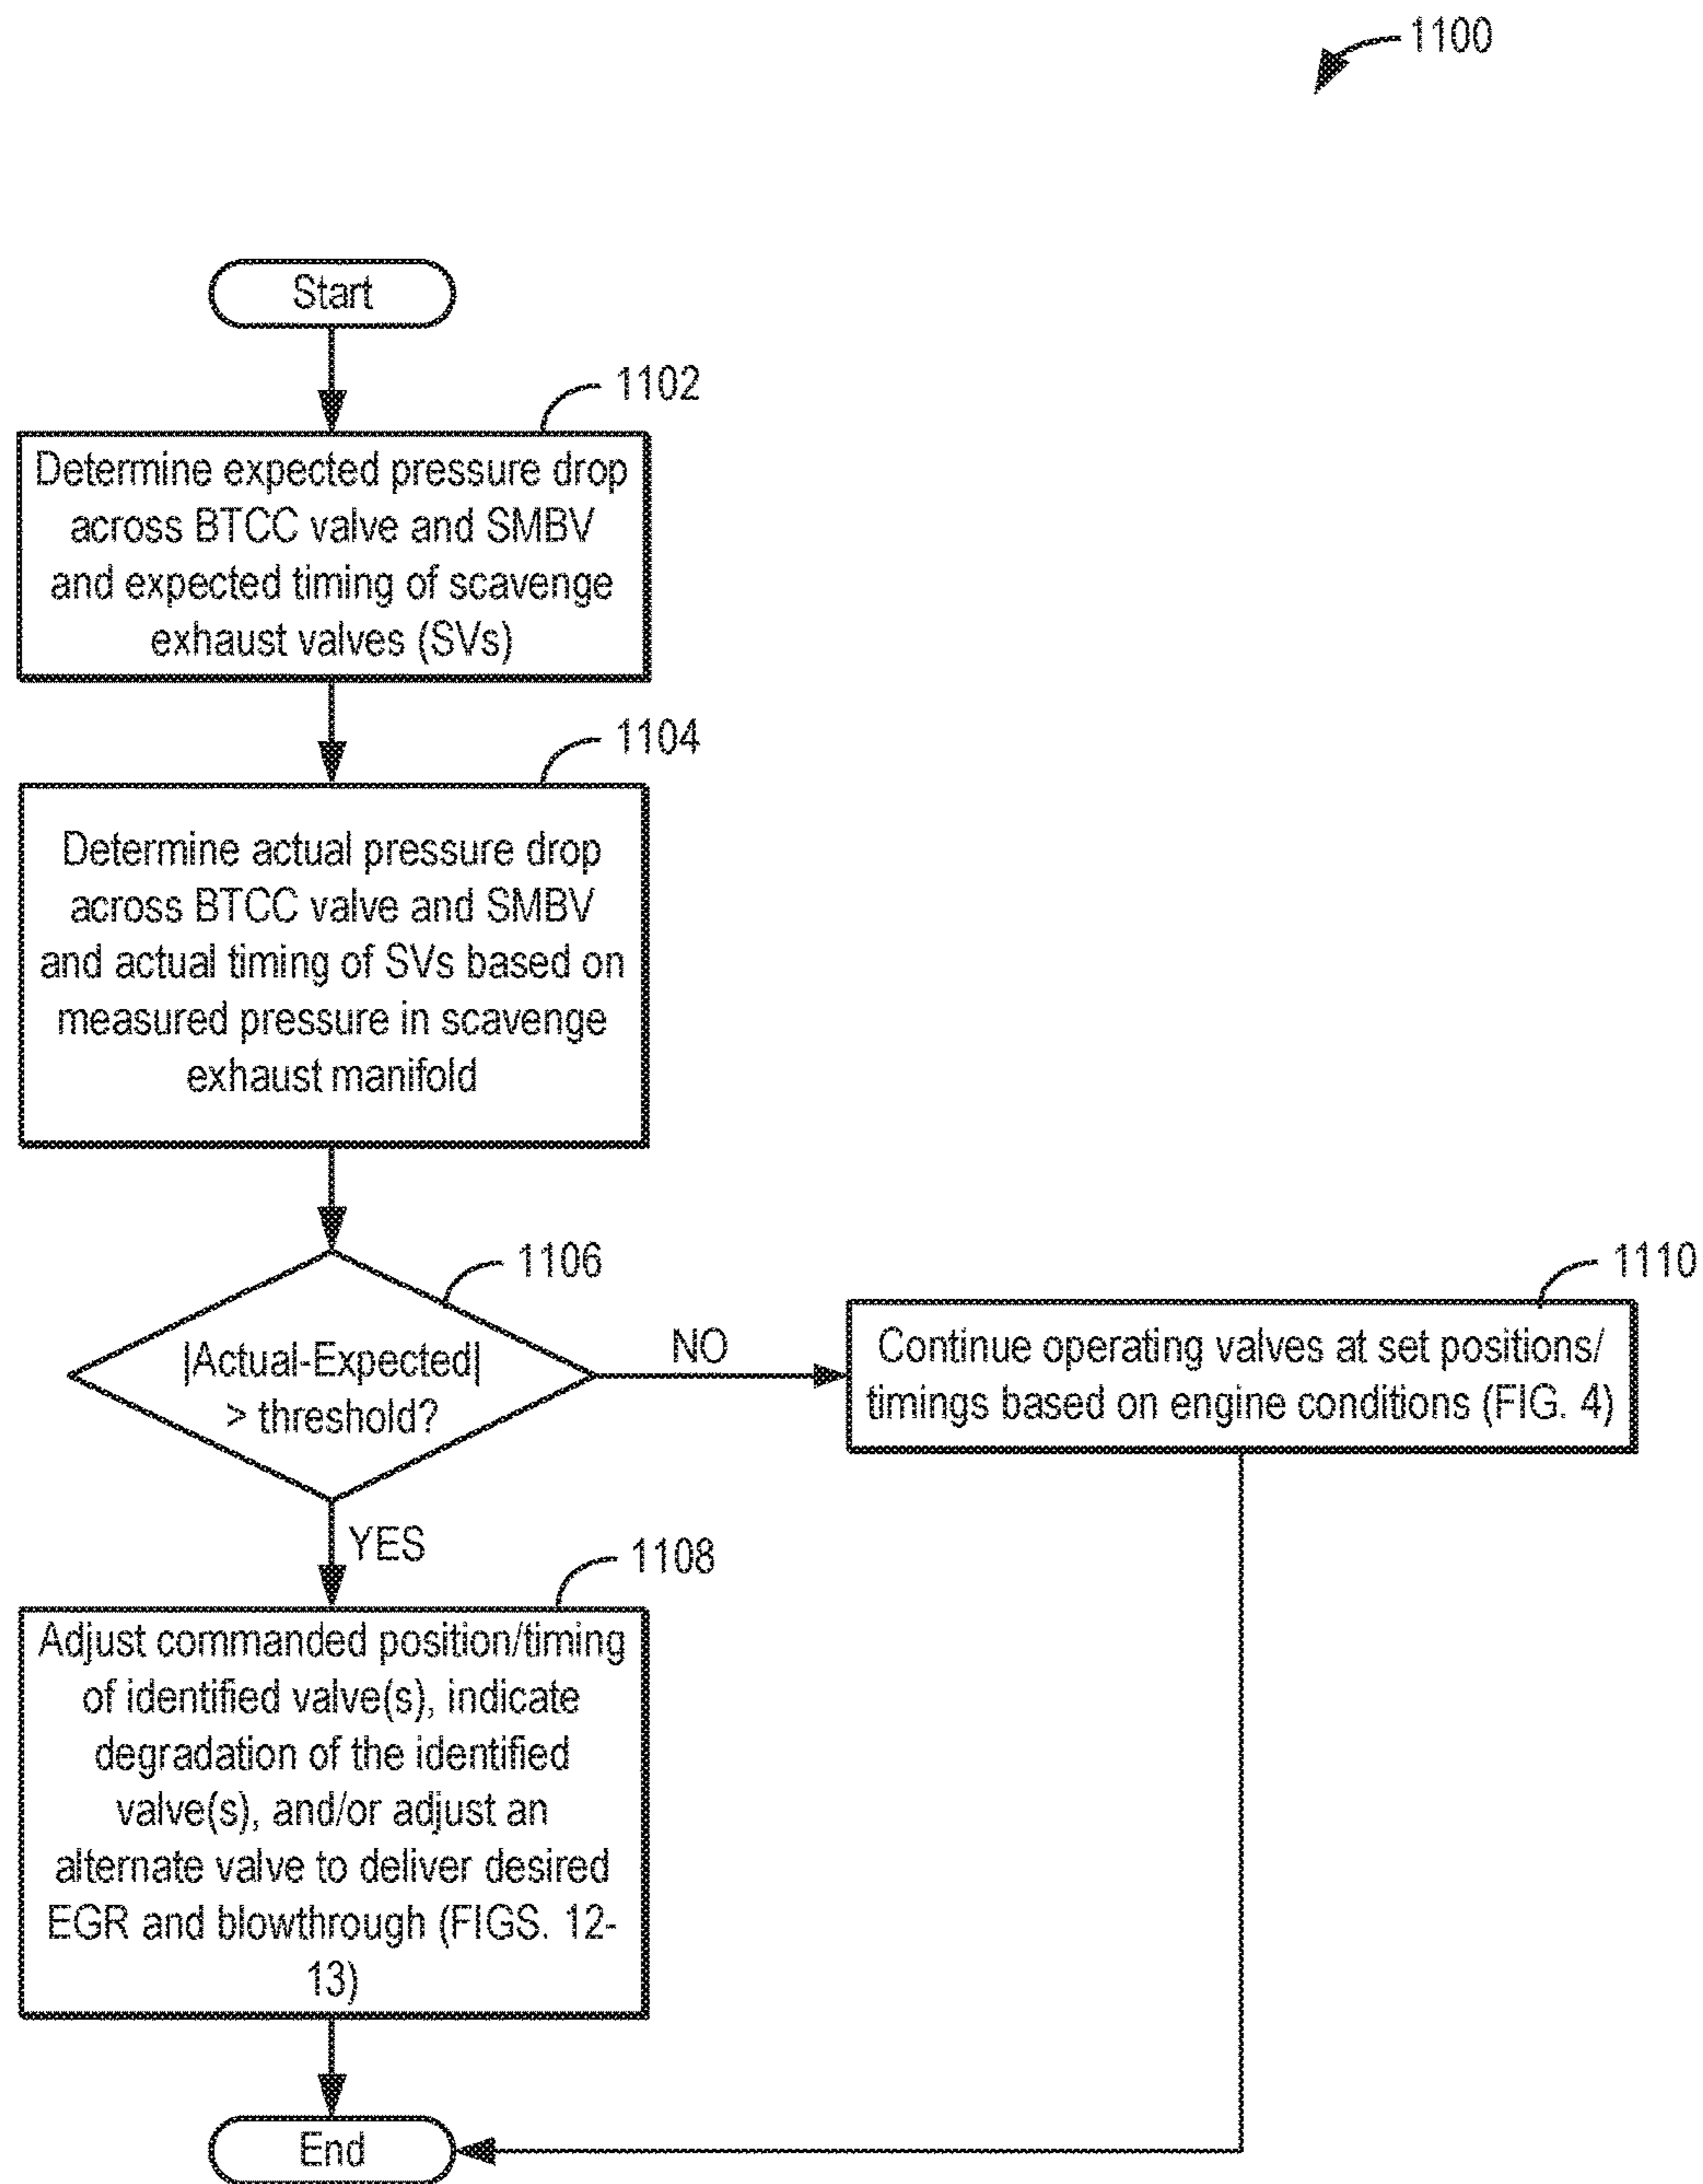 1100
Start
1102
Determine expected pressure drop
across BTCC valve and SMBV
and expected timing of scavenge
exhaust valves (SVs)
1104
Determine actual pressure drop
across BTCC valve and SMBV
and actual timing of SVs based on
measured pressure in scavenge
exhaust manifold
1106
|Actual-Expected|
> threshold?
NO
1110
Continue operating valves at set positions/
timings based on engine conditions (FIG. 4)
YES
1108
Adjust commanded position/timing
of identified valve(s), indicate
degradation of the identified
valve(s), and/or adjust an
alternate valve to deliver desired
EGR and blowthrough (FIGS. 12-
13)
End